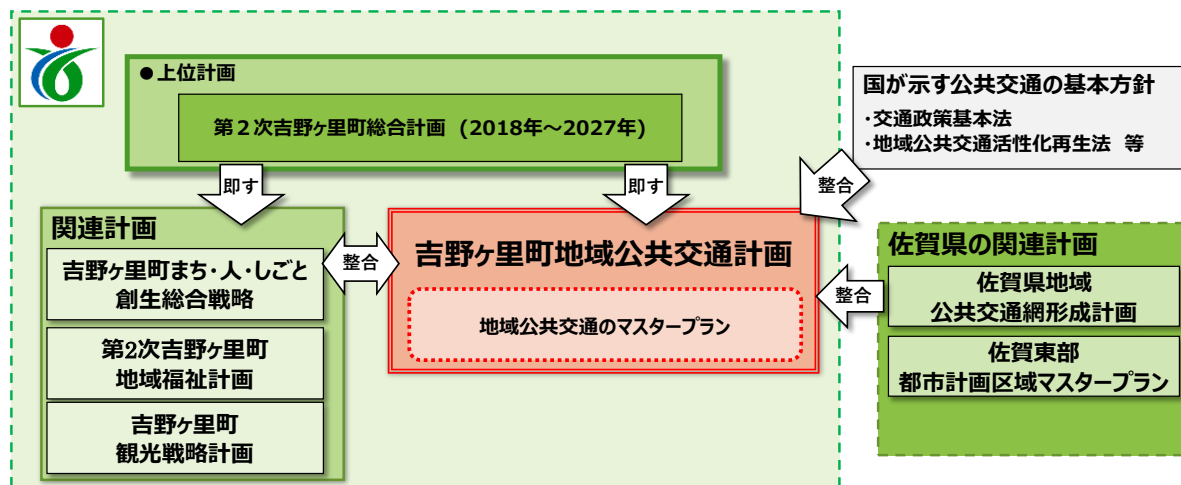 ●上位計画
第２次吉野ヶ里町総合計画 (2018年～2027年)
国が示す公共交通の基本方針
・交通政策基本法
・地域公共交通活性化再生法 等
即す
即す
整合
関連計画
吉野ヶ里町まち・人・しごと
創生総合戦略
第2次吉野ヶ里町
地域福祉計画
吉野ヶ里町
観光戦略計画
整合
吉野ヶ里町地域公共交通計画
地域公共交通のマスタープラン
整合
佐賀県の関連計画
佐賀県地域
公共交通網形成計画
佐賀東部
都市計画区域マスタープラン